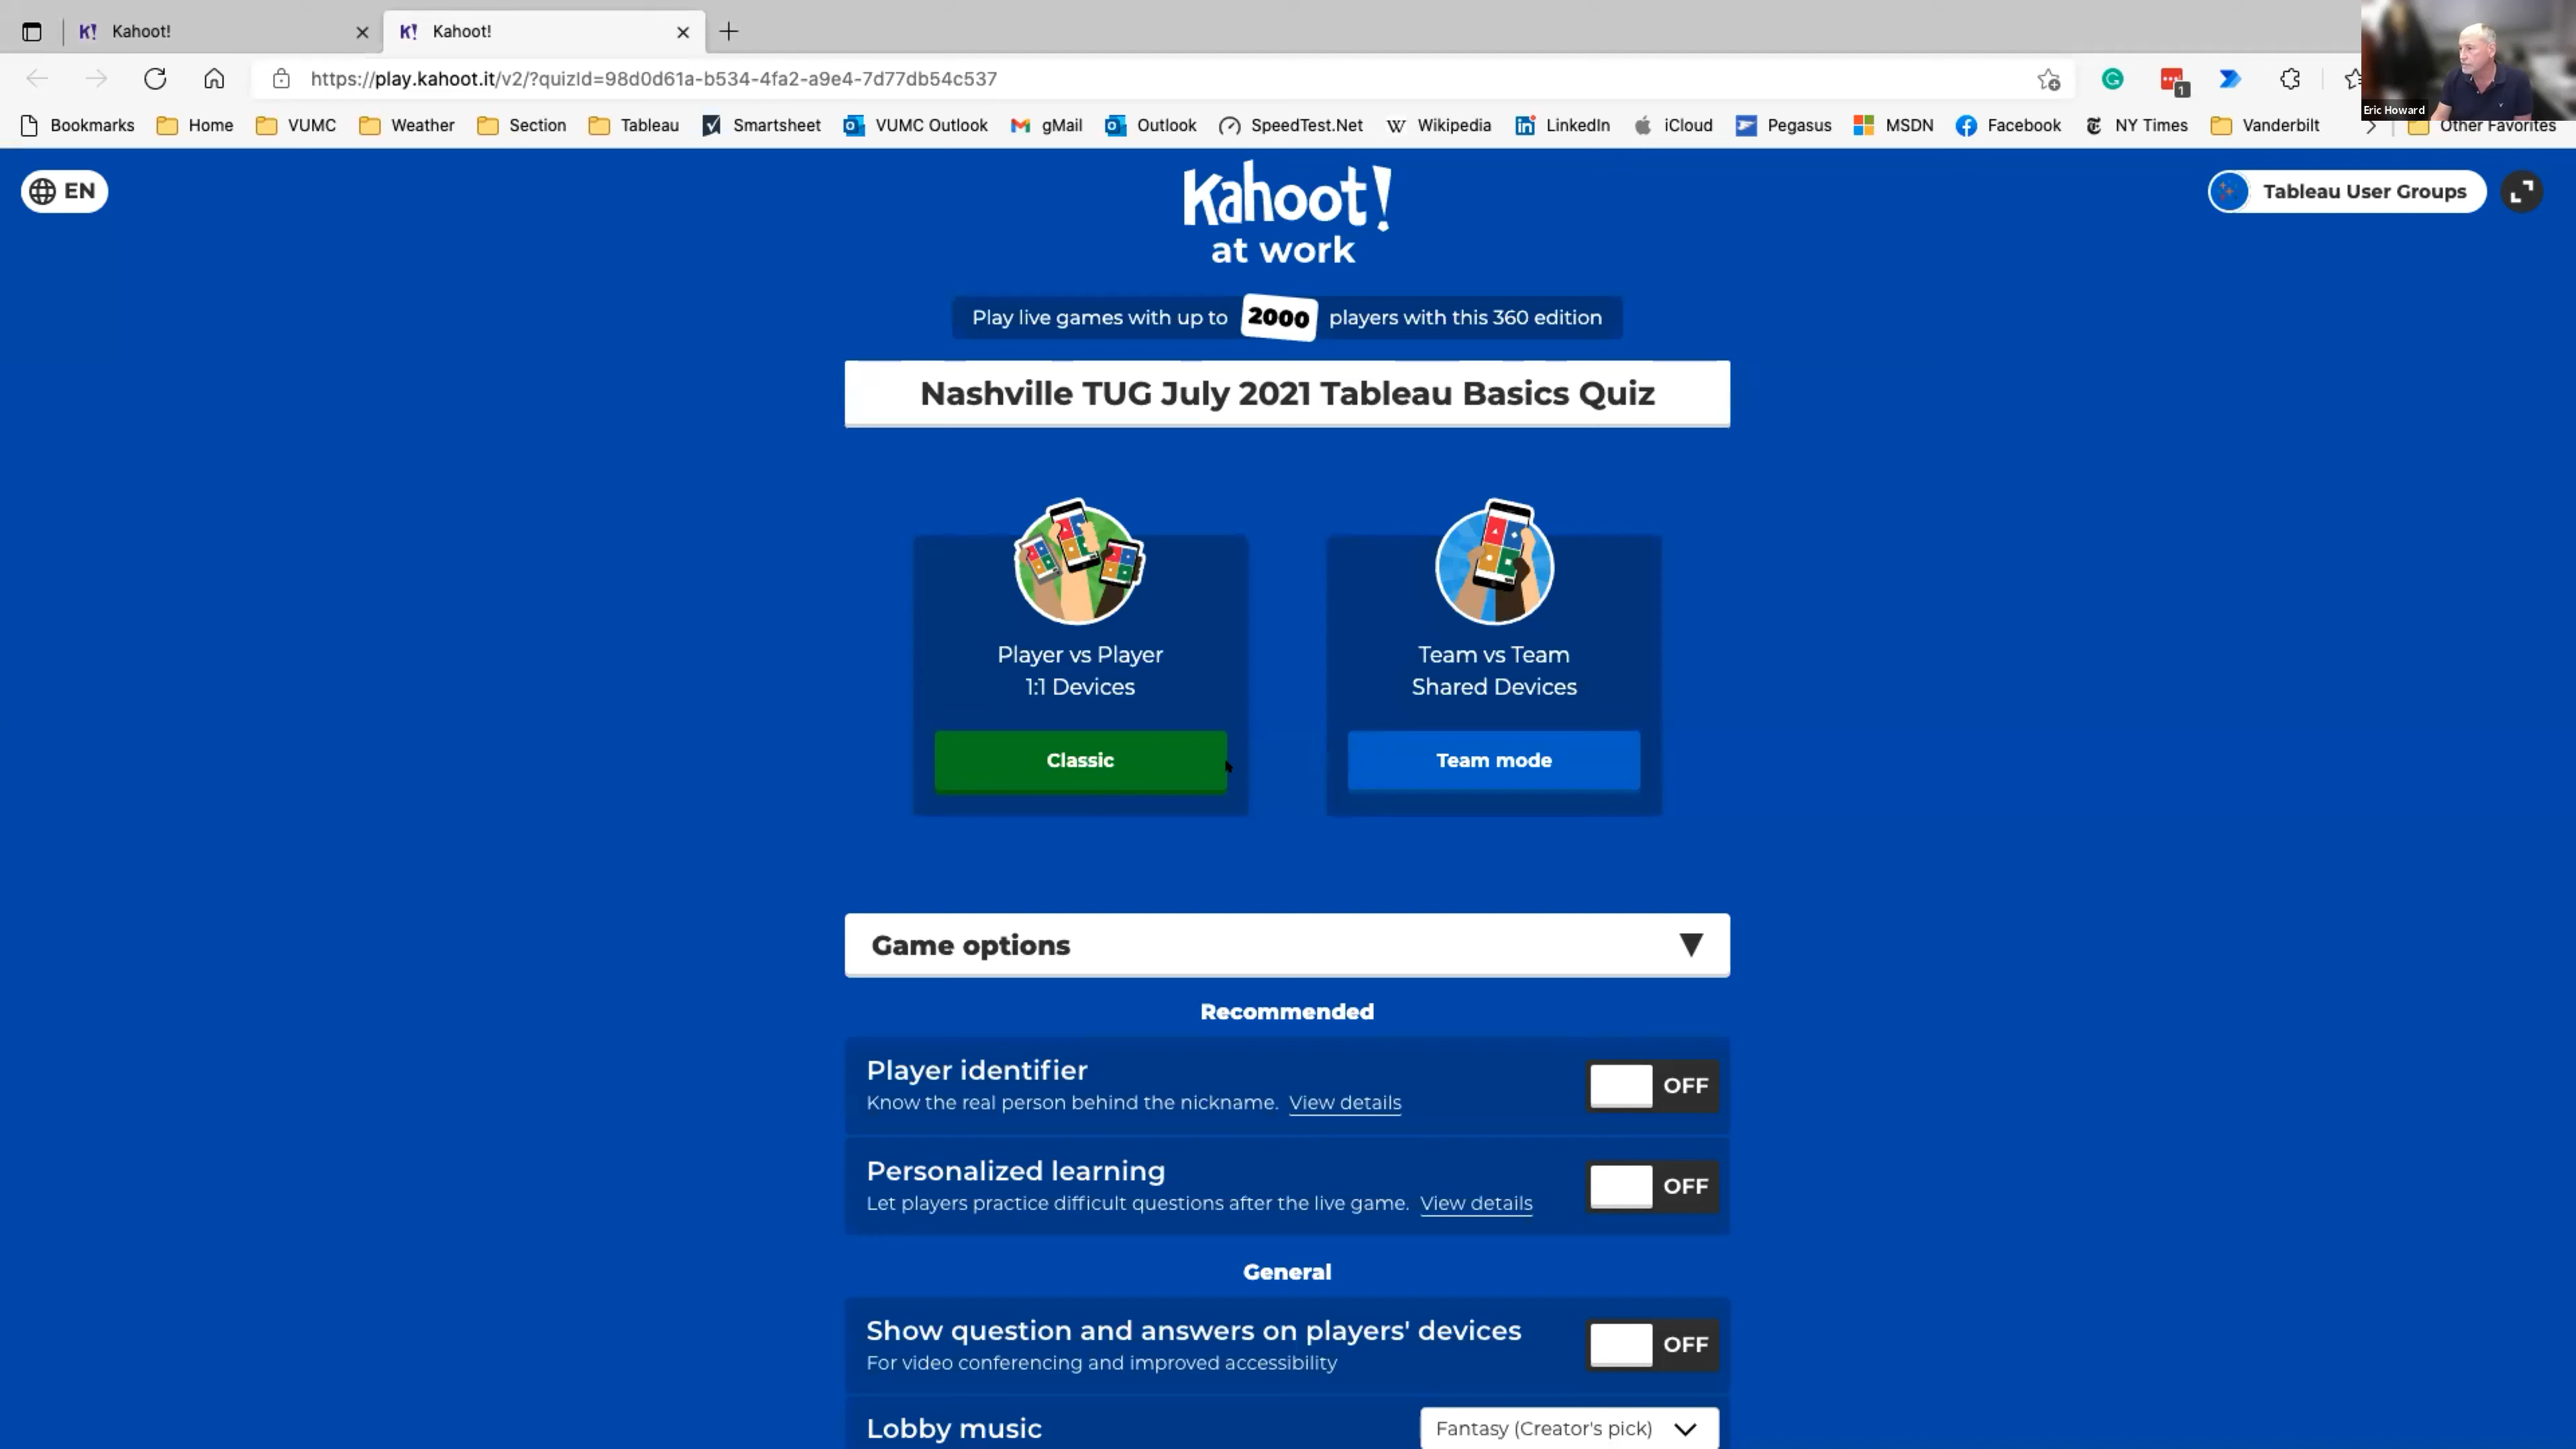 Kahoot!
Kahoot!
https://play.kahoot.it/v2/?quizId=98d0d61a-b534-4fa2-a9e4-7d77db54c537
1
Eric Howard
Bookmarks Home VUMC Weather Section Tableau Smartsheet VUMC Outlook gMail Outlook SpeedTest.Net Wikipedia LinkedIn iCloud Pegasus MSDN Facebook NY Times Vanderbilt Other Favorites
EN
Kahoot!
at work
Tableau User Groups
Play live games with up to 2000 players with this 360 edition
Nashville TUG July 2021 Tableau Basics Quiz
Player vs Player
1:1 Devices
Classic
Team vs Team
Shared Devices
Team mode
Game options
Recommended
Player identifier
Know the real person behind the nickname. View details
OFF
Personalized learning
Let players practice difficult questions after the live game. View details
OFF
General
Show question and answers on players' devices
For video conferencing and improved accessibility
OFF
Lobby music
Fantasy (Creator's pick)